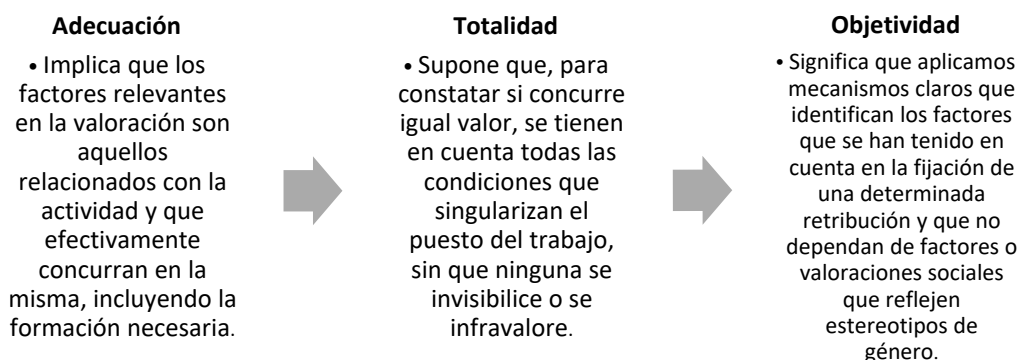 Adecuación
• Implica que los
factores relevantes
en la valoración son
aquellos
relacionados con la
actividad y que
efectivamente
concurran en la
misma, incluyendo la
formación necesaria.
Totalidad
• Supone que, para
constatar si concurre
igual valor, se tienen
en cuenta todas las
condiciones que
singularizan el
puesto del trabajo,
sin que ninguna se
invisibilice o se
infravalore.
Objetividad
• Significa que aplicamos
mecanismos claros que
identifican los factores
que se han tenido en
cuenta en la fijación de
una determinada
retribución y que no
dependan de factores o
valoraciones sociales
que reflejen
estereotipos de
género.